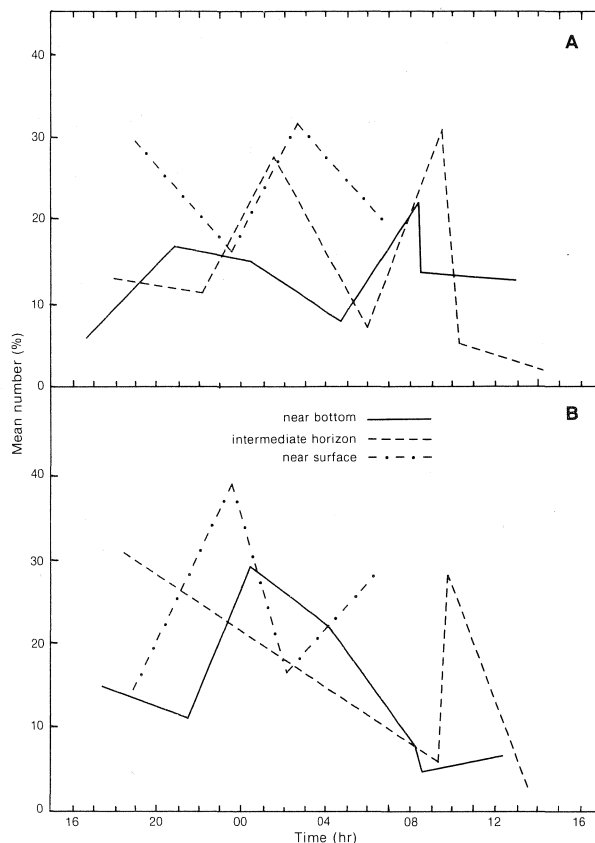 40
A
30
20
10
0
Mean number (%)
B
near bottom
intermediate horizon
near surface
40
30
20
10
0
16 20 00 04 08 12 16
Time (hr)